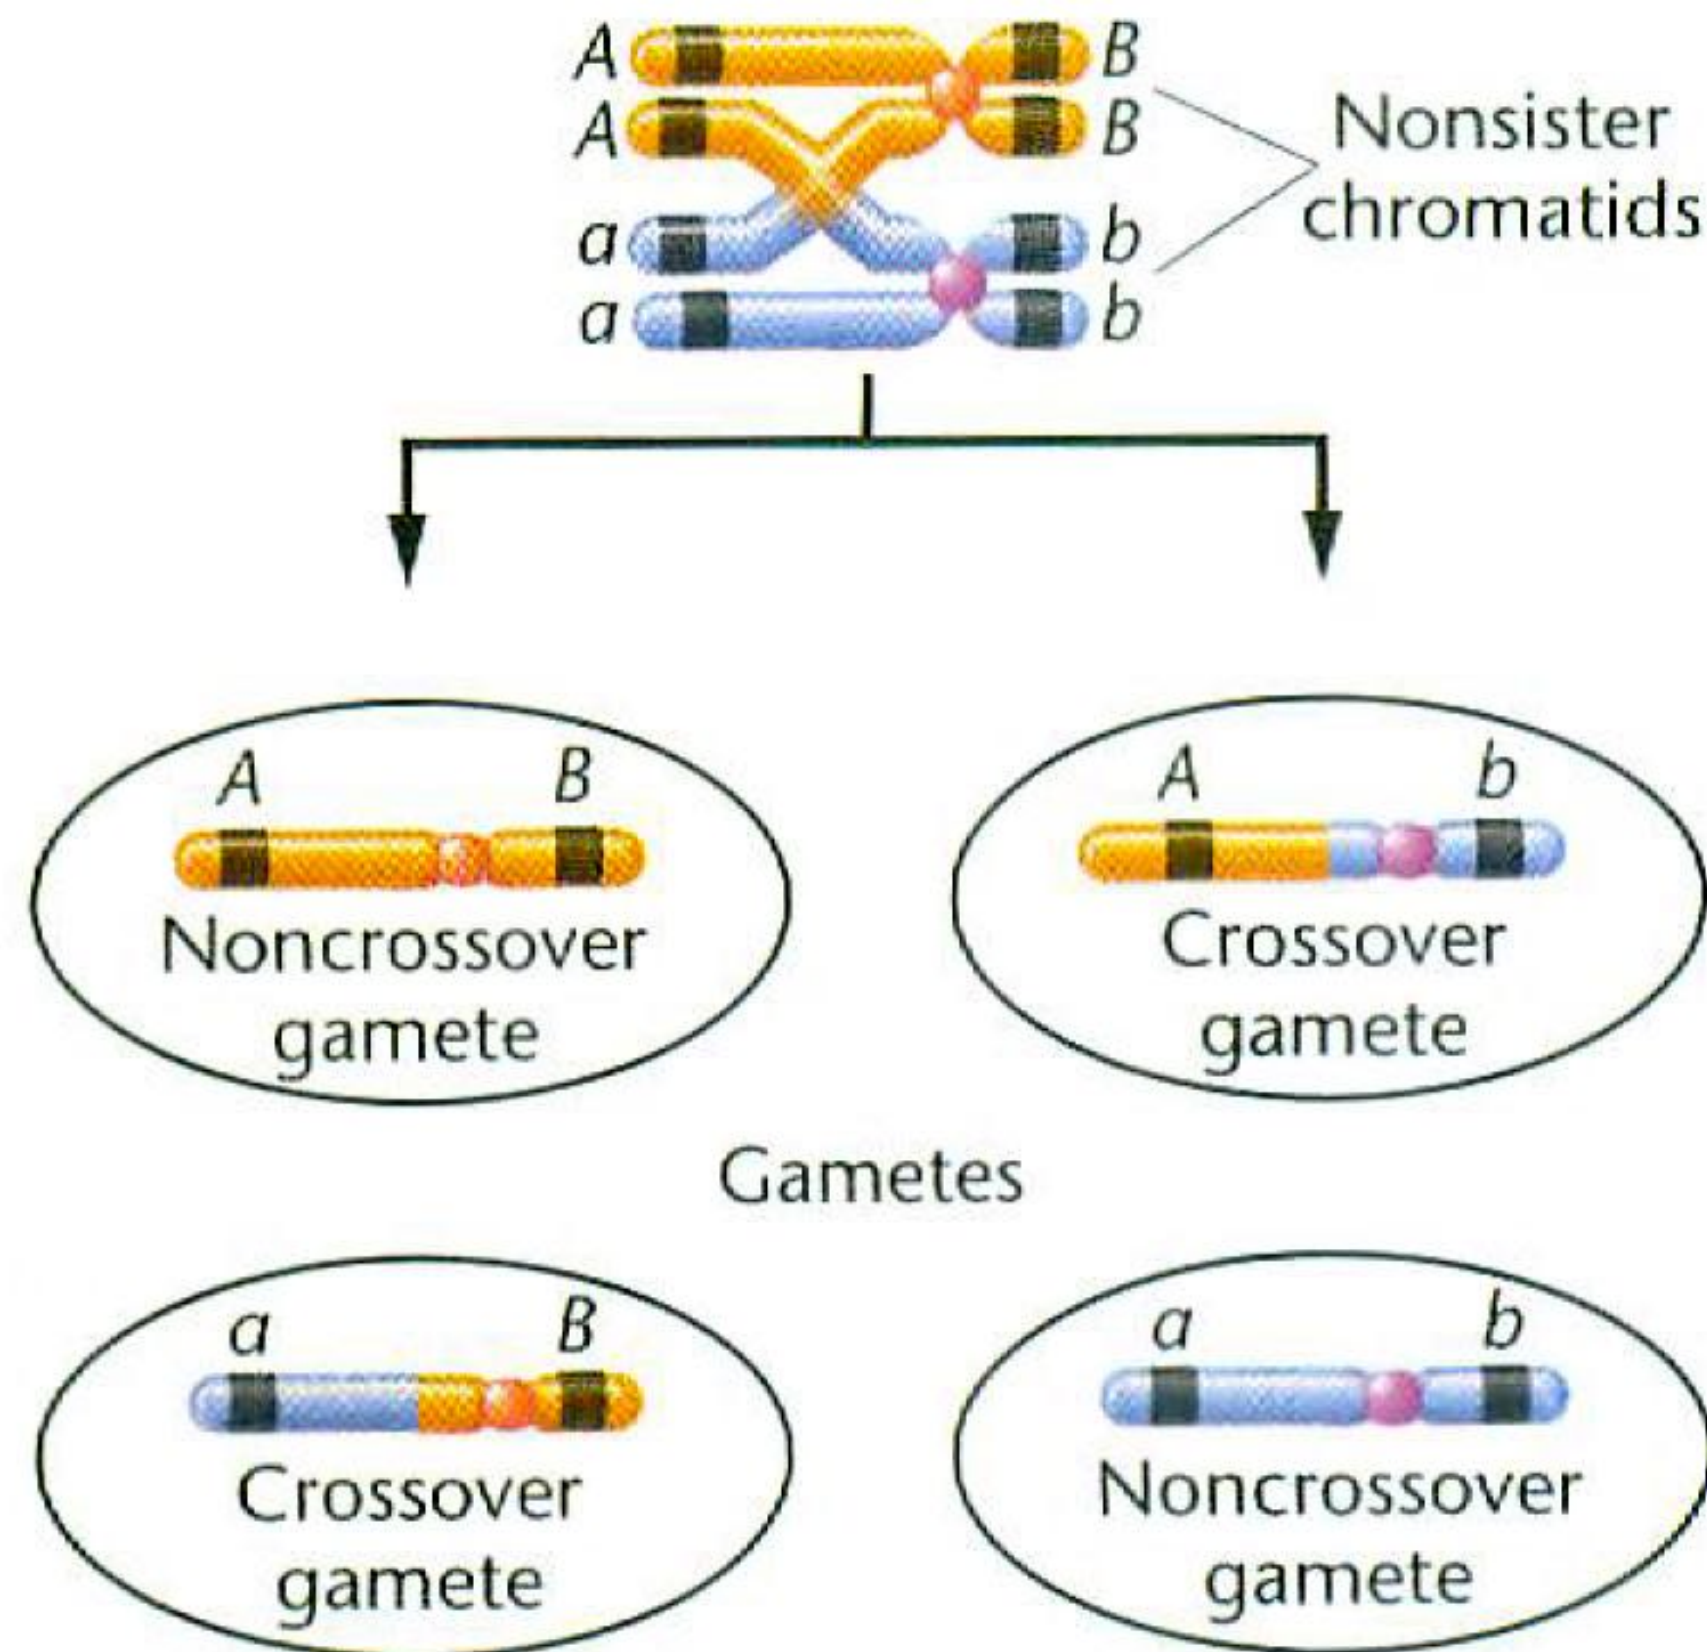 A B
A B
a b
a b
Nonsister
chromatids
A B
Noncrossover
gamete
A b
Crossover
gamete
Gametes
a B
Crossover
gamete
a b
Noncrossover
gamete